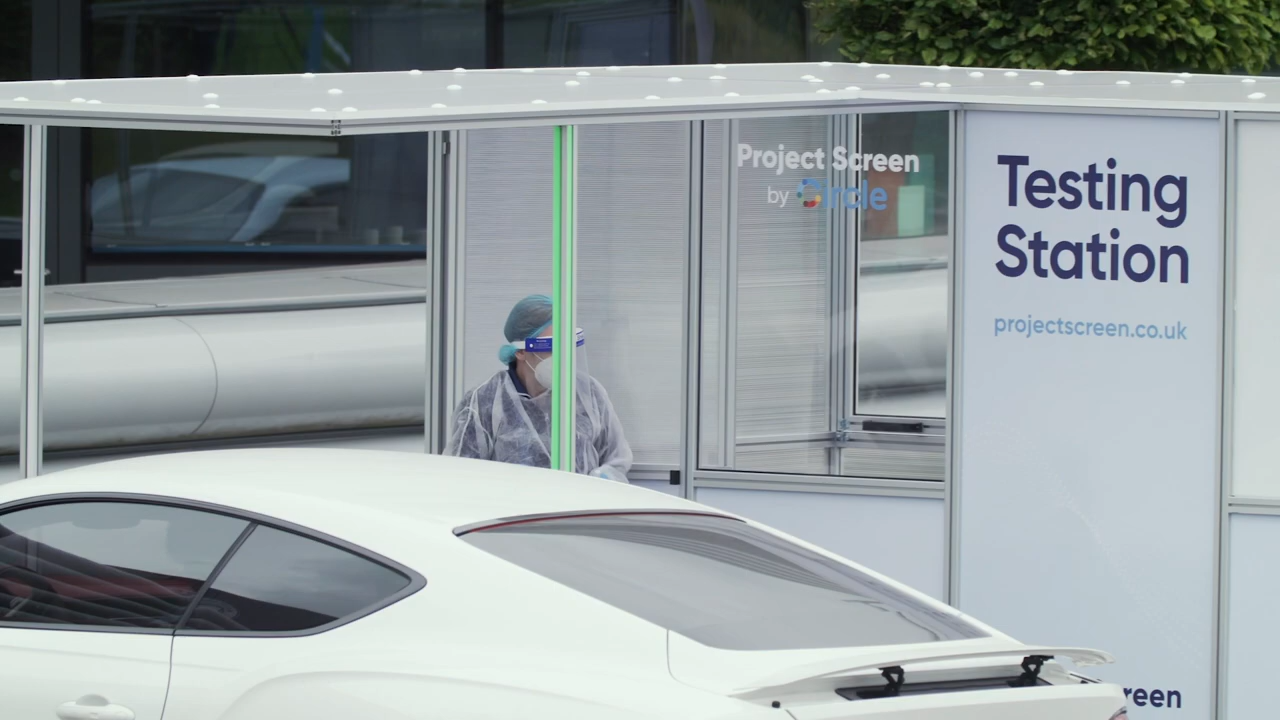 Project Screen
by Circle
Testing
Station
projectscreen.co.uk
reen